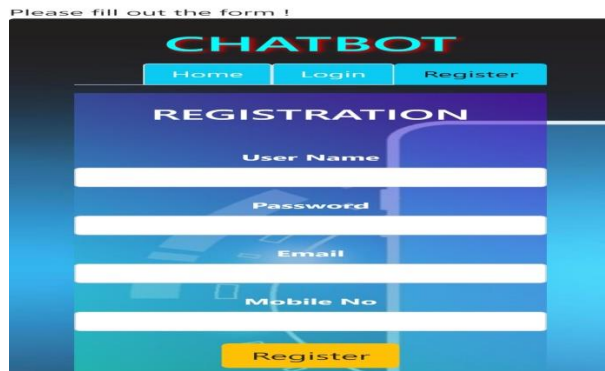 Please fill out the form !
CHATBOT
Home Login Register
REGISTRATION
User Name
Password
Email
Mobile No
Register